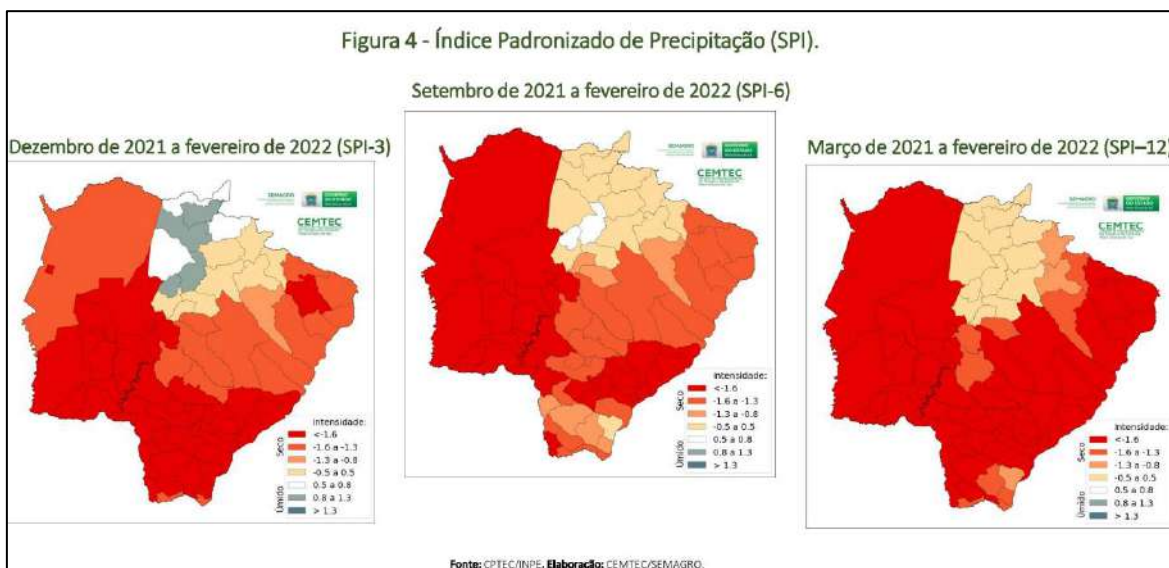 Figura 4 - Índice Padronizado de Precipitação (SPI).
Setembro de 2021 a fevereiro de 2022 (SPI-6)
Dezembro de 2021 a fevereiro de 2022 (SPI-3)
Março de 2021 a fevereiro de 2022 (SPI–12)
SEMAGRO
CEMTEC
Intensidade:
Seco
<-1.6
-1.6 a -1.3
-1.3 a -0.8
-0.5 a 0.5
Úmido
0.5 a 0.8
0.8 a 1.3
> 1.3
SEMAGRO
CEMTEC
Intensidade:
Seco
<-1.6
-1.6 a -1.3
-1.3 a -0.8
-0.5 a 0.5
Úmido
0.5 a 0.8
0.8 a 1.3
> 1.3
SEMAGRO
CEMTEC
Intensidade:
Seco
<-1.6
-1.6 a -1.3
-1.3 a -0.8
-0.5 a 0.5
Úmido
0.5 a 0.8
0.8 a 1.3
> 1.3
Fonte: CPTEC/INPE. Elaboração: CEMTEC/SEMAGRO.